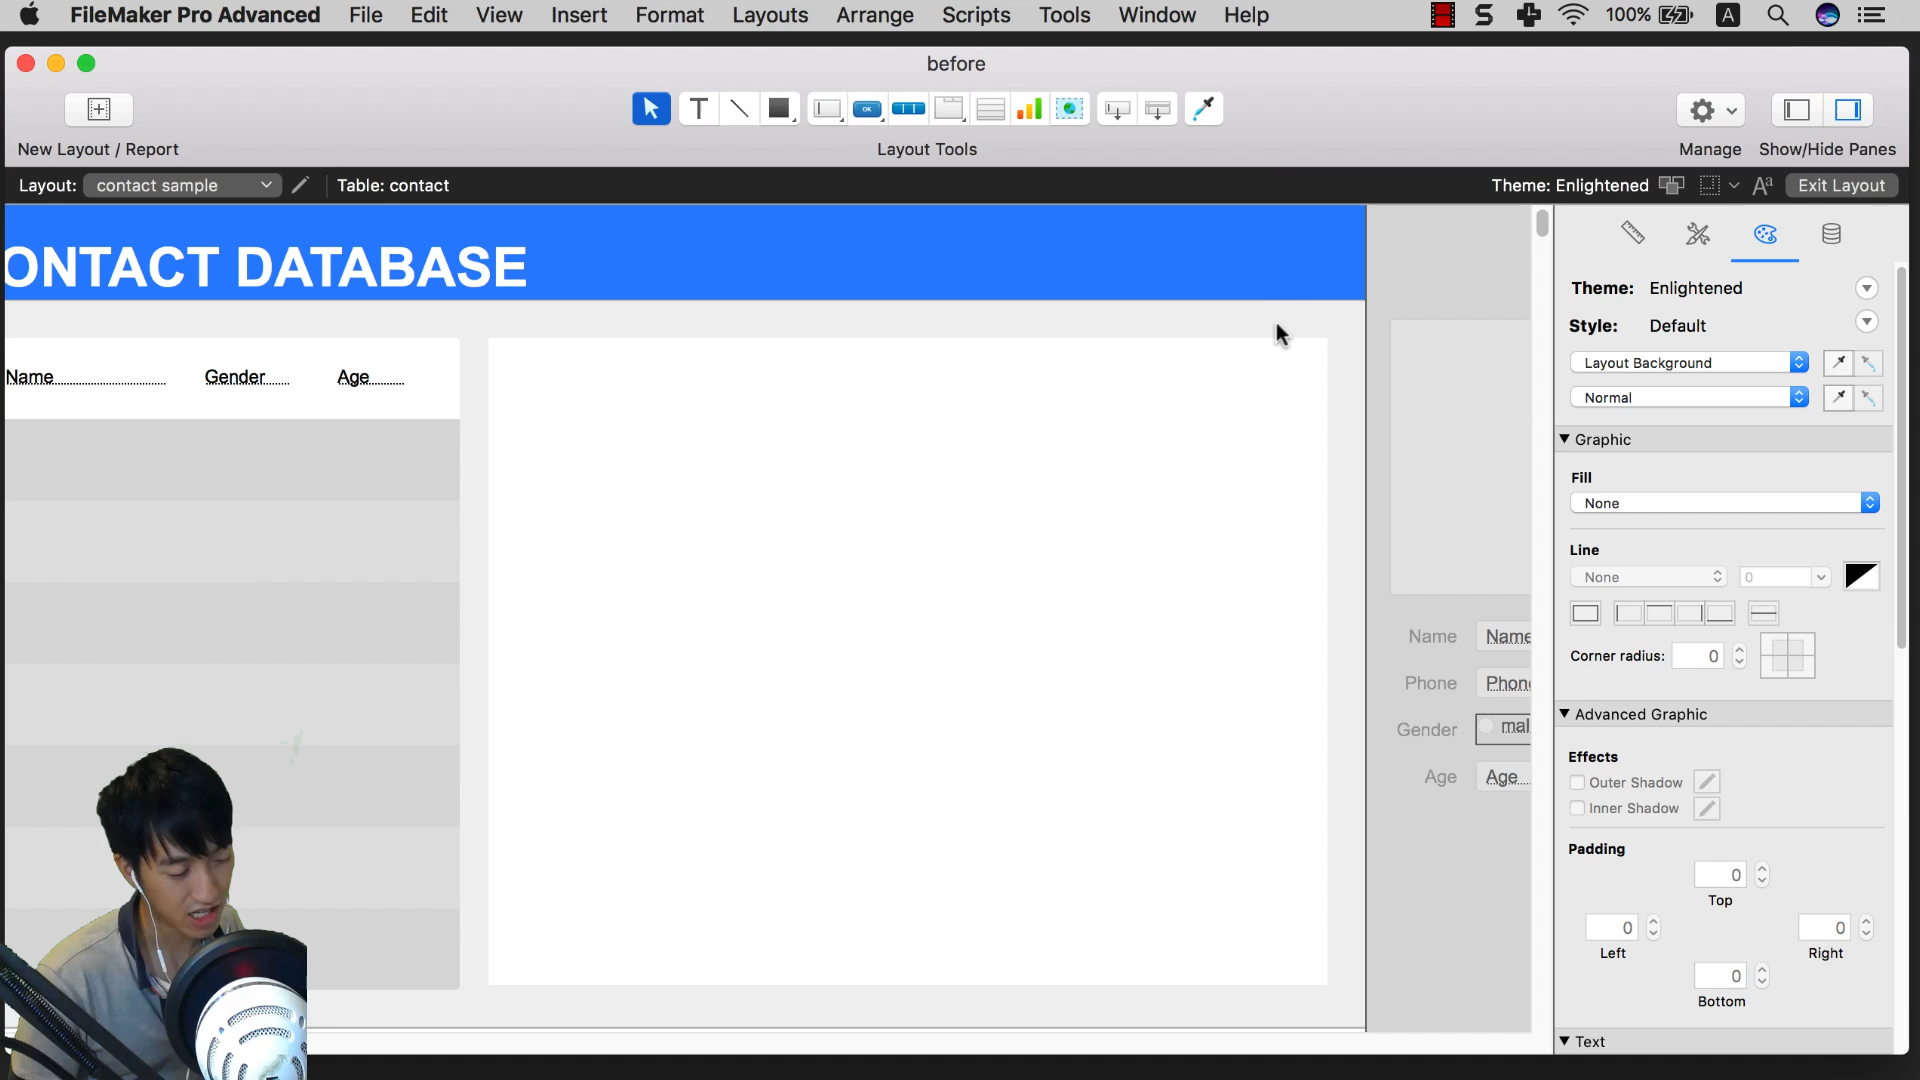 FileMaker Pro Advanced File Edit View Insert Format Layouts Arrange Scripts Tools Window Help 100% A
before
New Layout / Report
T
OK
Layout Tools
Manage
Show/Hide Panes
Layout: contact sample
Table: contact
Theme: Enlightened
Aa
Exit Layout
ONTACT DATABASE
Name
Gender
Age
Name Name
Phone Phon
Gender mal
Age Age
Theme: Enlightened
Style: Default
Layout Background
Normal
Graphic
Fill
None
Line
None
0
Corner radius: 0
Advanced Graphic
Effects
Outer Shadow
Inner Shadow
Padding
0
Top
0
Left
0
Right
0
Bottom
Text